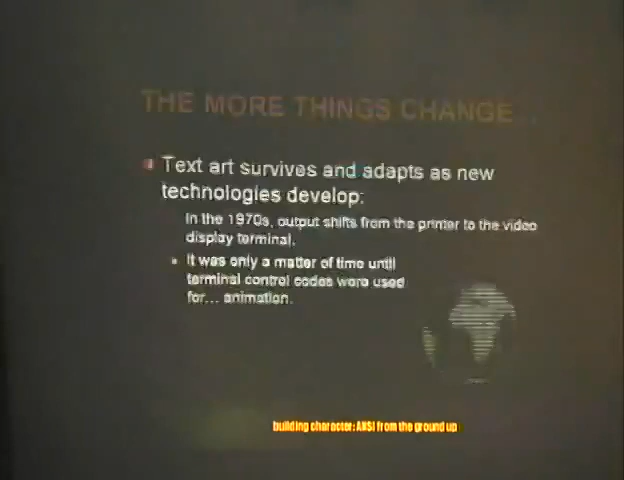 THE MORE THINGS CHANGE...
Text art survives and adapts as new
technologies develop:
In the 1970s, output shifts from the printer to the video
display terminal.
It was only a matter of time until
terminal control codes were used
for... animation.
building character: ANSI from the ground up